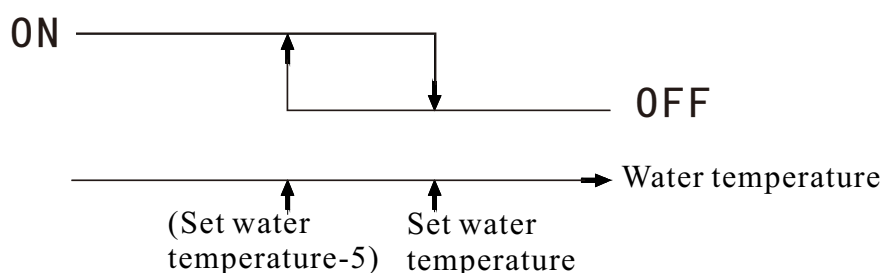 ON
OFF
Water temperature
(Set water
temperature-5)
Set water
temperature